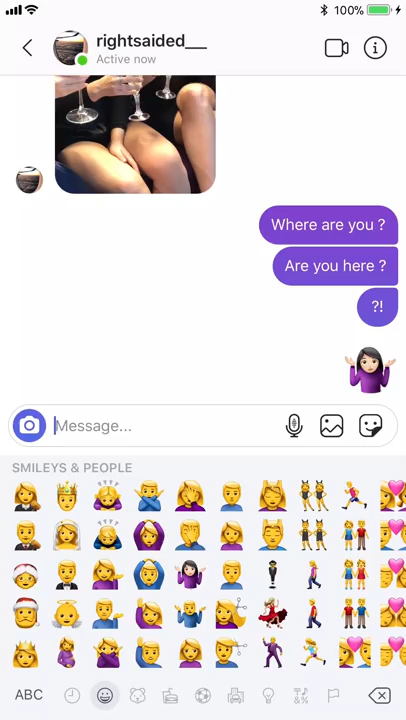 100%
rightsaided___
Active now
Where are you ?
Are you here ?
?!
Message...
SMILEYS & PEOPLE
ABC